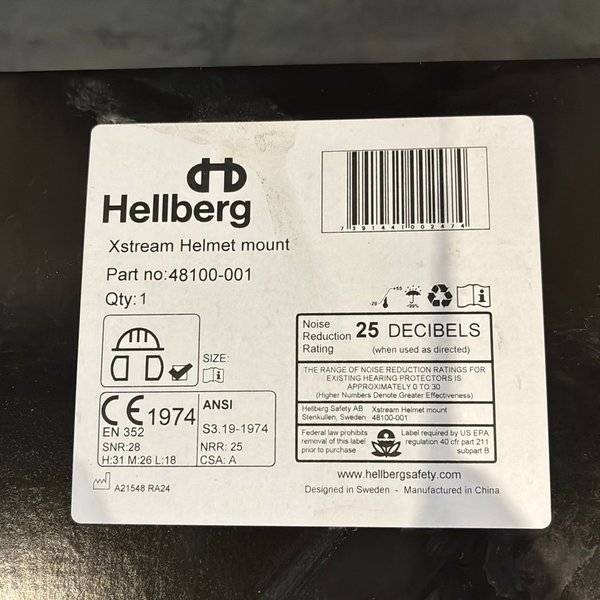 Hellberg
Xstream Helmet mount
Part no:48100-001
Qty:1
7391441002474
-20 +55 ~90%
SIZE:
CE 1974
EN 352
SNR:28
H:31 M:26 L:18
ANSI
S3.19-1974
NRR: 25
CSA: A
A21548 RA24
Noise
Reduction
Rating
25 DECIBELS
(when used as directed)
THE RANGE OF NOISE REDUCTION RATINGS FOR
EXISTING HEARING PROTECTORS IS
APPROXIMATELY 0 TO 30
(Higher Numbers Denote Greater Effectiveness)
Hellberg Safety AB
Stenkullen, Sweden
Xstream Helmet mount
48100-001
Federal law prohibits
removal of this label
prior to purchase
Label required by US EPA
regulation 40 cfr part 211
subpart B
www.hellbergsafety.com
Designed in Sweden - Manufactured in China